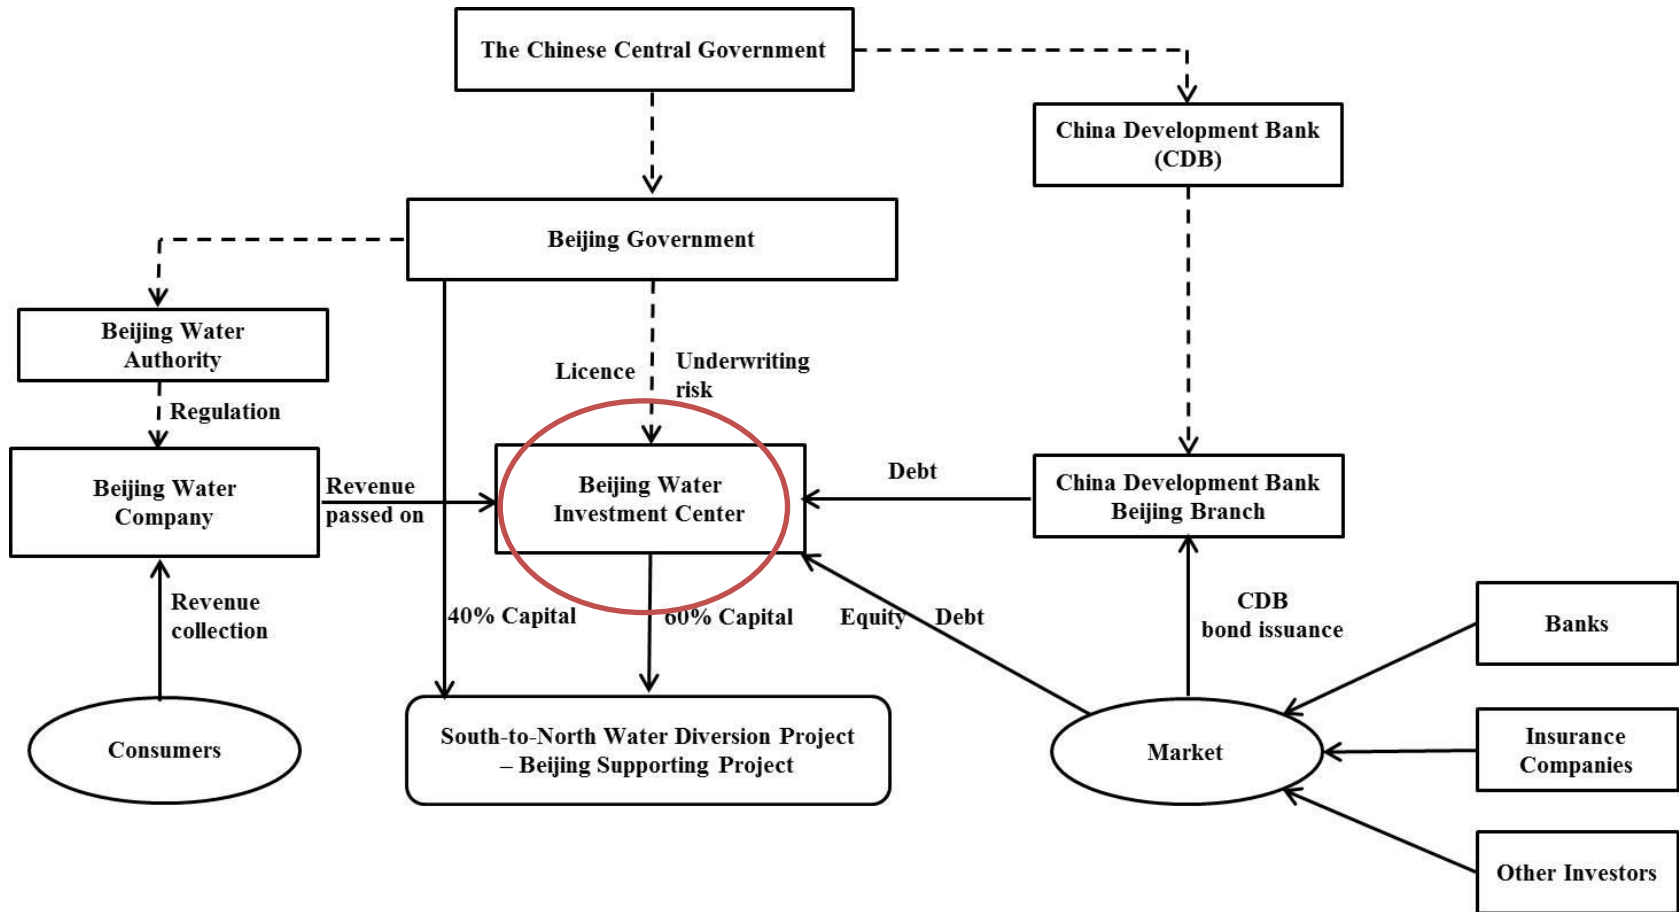 The Chinese Central Government
China Development Bank
(CDB)
Beijing Government
Beijing Water
Authority
Licence
Underwriting
risk
Regulation
Beijing Water
Company
Revenue
passed on
Beijing Water
Investment Center
Debt
China Development Bank
Beijing Branch
Revenue
collection
40% Capital
60% Capital
Equity
Debt
CDB
bond issuance
Banks
Consumers
South-to-North Water Diversion Project
– Beijing Supporting Project
Market
Insurance
Companies
Other Investors